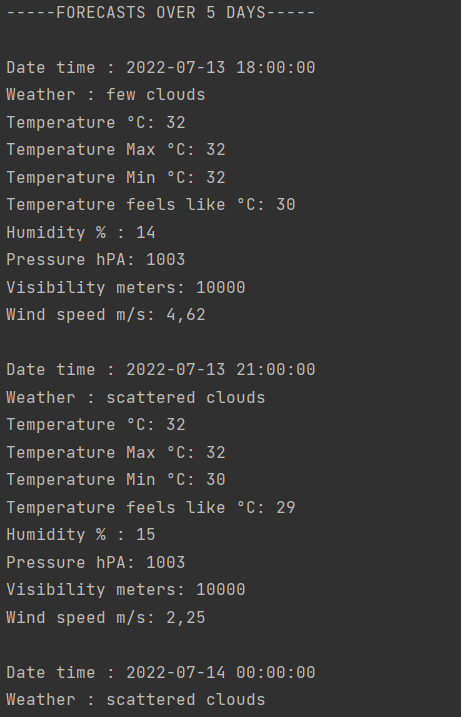 -----FORECASTS OVER 5 DAYS-----
Date time : 2022-07-13 18:00:00
Weather : few clouds
Temperature °C: 32
Temperature Max °C: 32
Temperature Min °C: 32
Temperature feels like °C: 30
Humidity % : 14
Pressure hPA: 1003
Visibility meters: 10000
Wind speed m/s: 4,62
Date time : 2022-07-13 21:00:00
Weather : scattered clouds
Temperature °C: 32
Temperature Max °C: 32
Temperature Min °C: 30
Temperature feels like °C: 29
Humidity % : 15
Pressure hPA: 1003
Visibility meters: 10000
Wind speed m/s: 2,25
Date time : 2022-07-14 00:00:00
Weather : scattered clouds